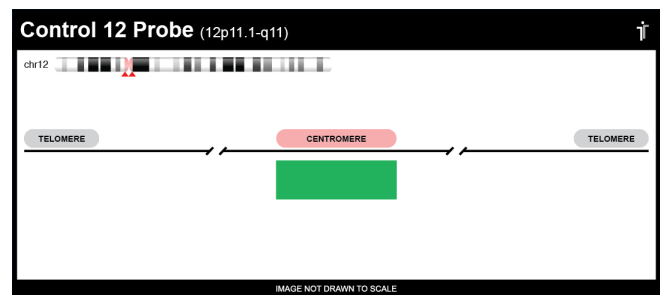 Control 12 Probe (12p11.1-q11)
chr12
TELOMERE CENTROMERE TELOMERE
IMAGE NOT DRAWN TO SCALE